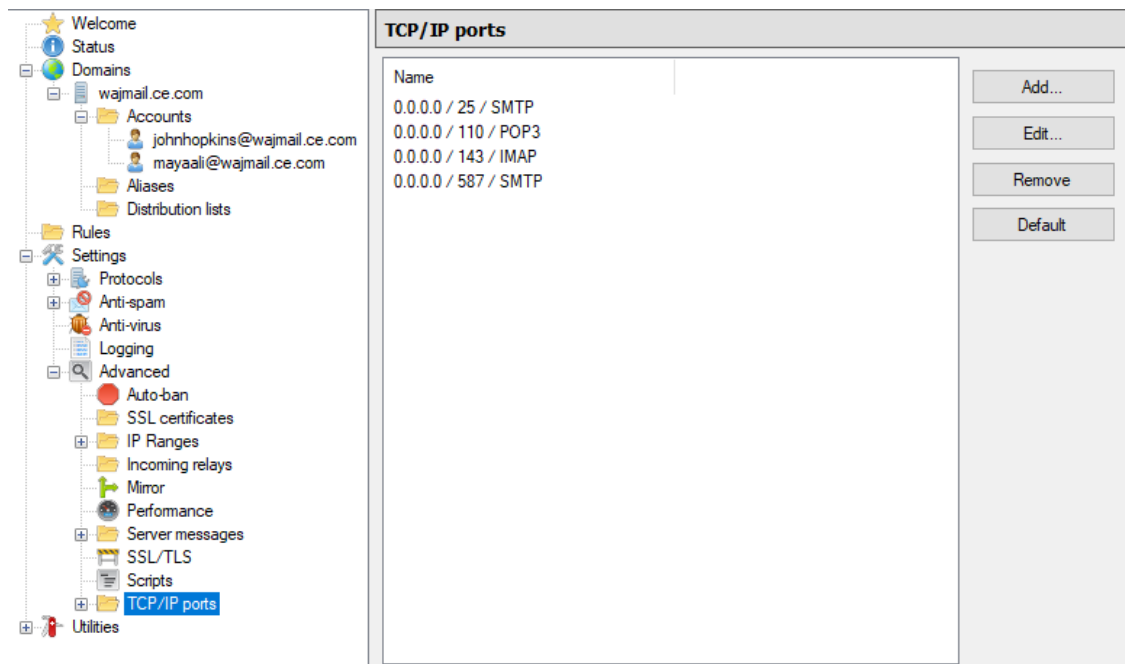 Welcome
Status
Domains
wajmail.ce.com
Accounts
johnhopkins@wajmail.ce.com
mayaali@wajmail.ce.com
Aliases
Distribution lists
Rules
Settings
Protocols
Anti-spam
Anti-virus
Logging
Advanced
Auto-ban
SSL certificates
IP Ranges
Incoming relays
Mirror
Performance
Server messages
SSL/TLS
Scripts
TCP/IP ports
Utilities
TCP/IP ports
Name
0.0.0.0 / 25 / SMTP
0.0.0.0 / 110 / POP3
0.0.0.0 / 143 / IMAP
0.0.0.0 / 587 / SMTP
Add...
Edit...
Remove
Default